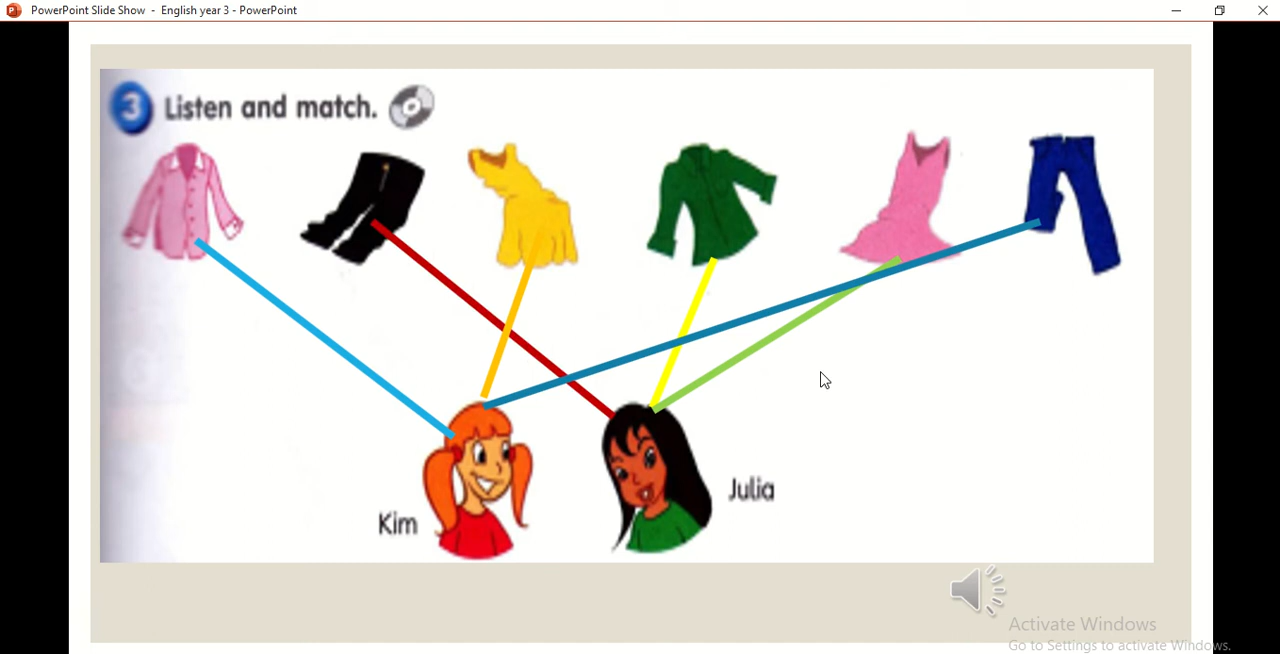 PowerPoint Slide Show - English year 3 - PowerPoint
3 Listen and match.
Julia
Kim
Activate Windows
Go to Settings to activate Windows.